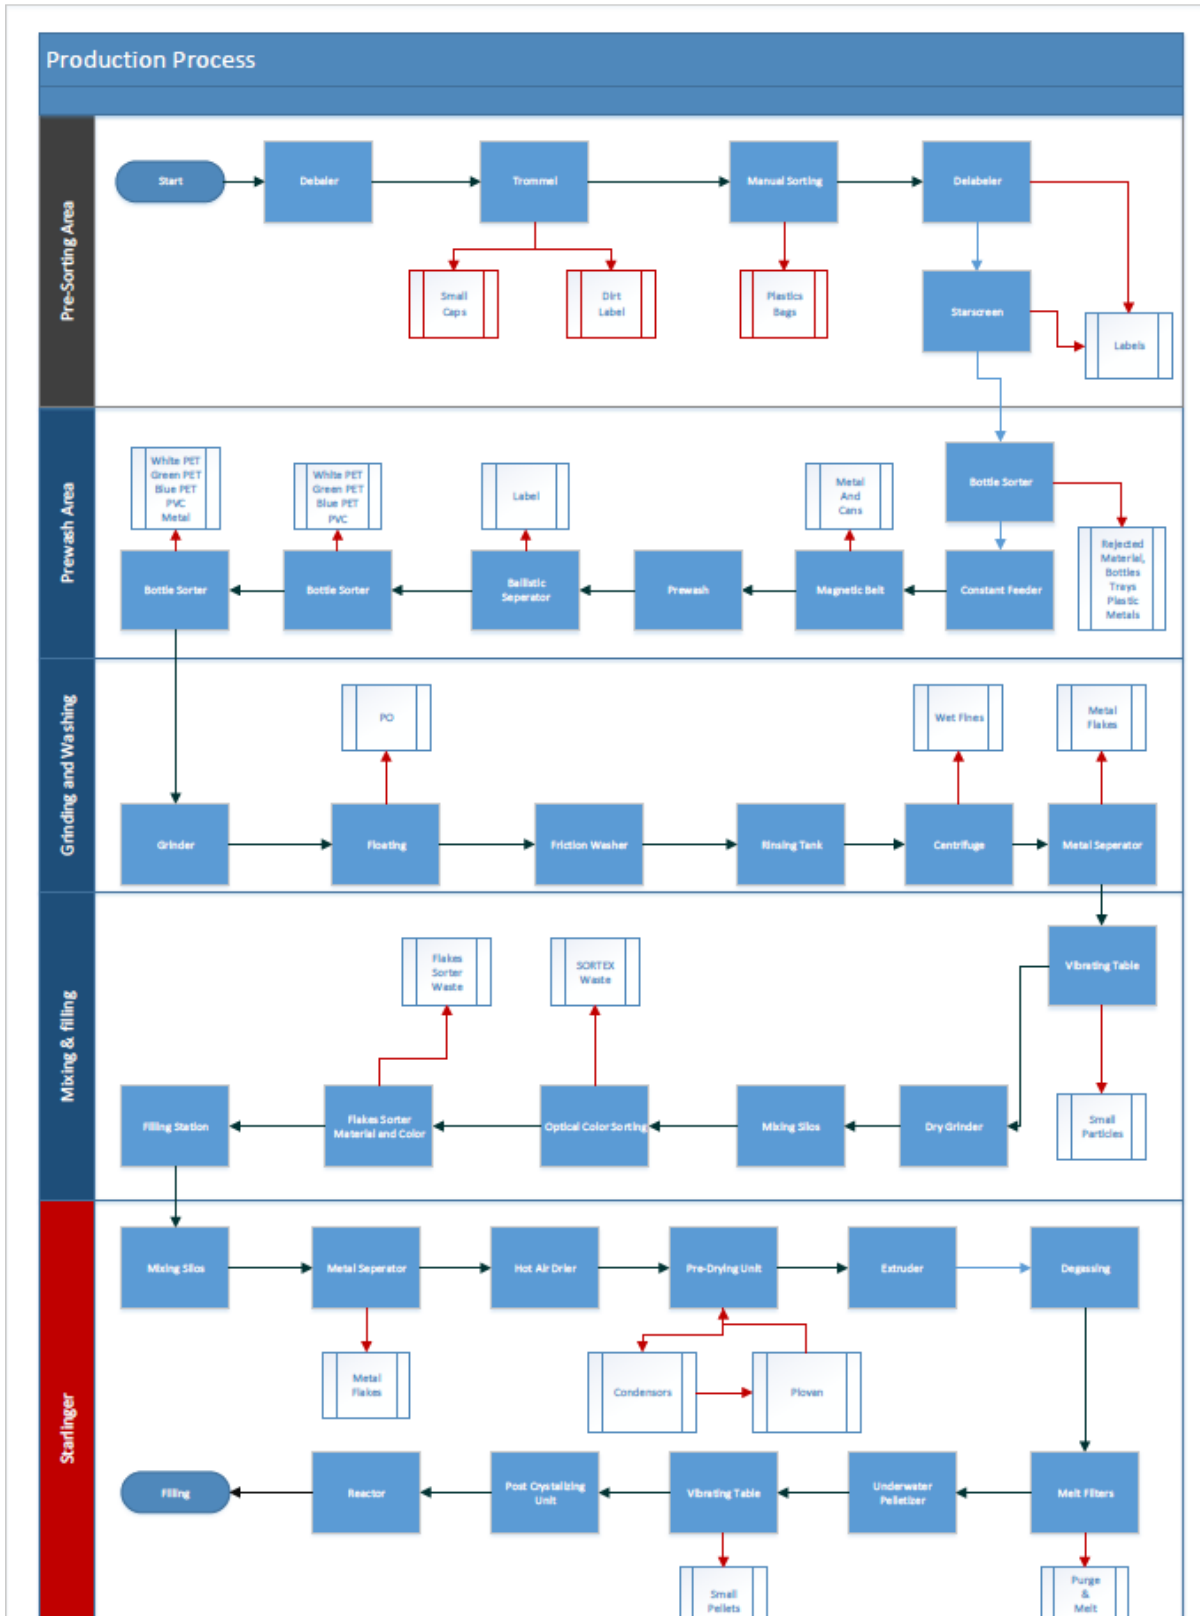 Production Process
Pre-Sorting Area
Start
Debaler
Trommel
Manual Sorting
Delabeler
Small
Caps
Dirt
Label
Plastics
Bags
Starscreen
Labels
Prewash Area
White PET
Green PET
Blue PET
PVC
Metal
White PET
Green PET
Blue PET
PVC
Label
Metal
And
Cans
Bottle Sorter
Rejected
Material,
Bottles
Trays
Plastic
Metals
Bottle Sorter
Bottle Sorter
Ballistic
Seperator
Prewash
Magnetic Belt
Constant Feeder
Grinding and Washing
PO
Wet Fines
Metal
Flakes
Grinder
Floating
Friction Washer
Rinsing Tank
Centrifuge
Metal Seperator
Mixing & filling
Flakes
Sorter
Waste
SORTEX
Waste
Vibrating Table
Filling Station
Flakes Sorter
Material and Color
Optical Color Sorting
Mixing Silos
Dry Grinder
Small
Particles
Starlinger
Mixing Silos
Metal Seperator
Hot Air Drier
Pre-Drying Unit
Extruder
Degassing
Metal
Flakes
Condensors
Plovan
Filling
Reactor
Post Crystalizing
Unit
Vibrating Table
Underwater
Pelletizer
Melt Filters
Small
Pellets
Purge
&
Melt